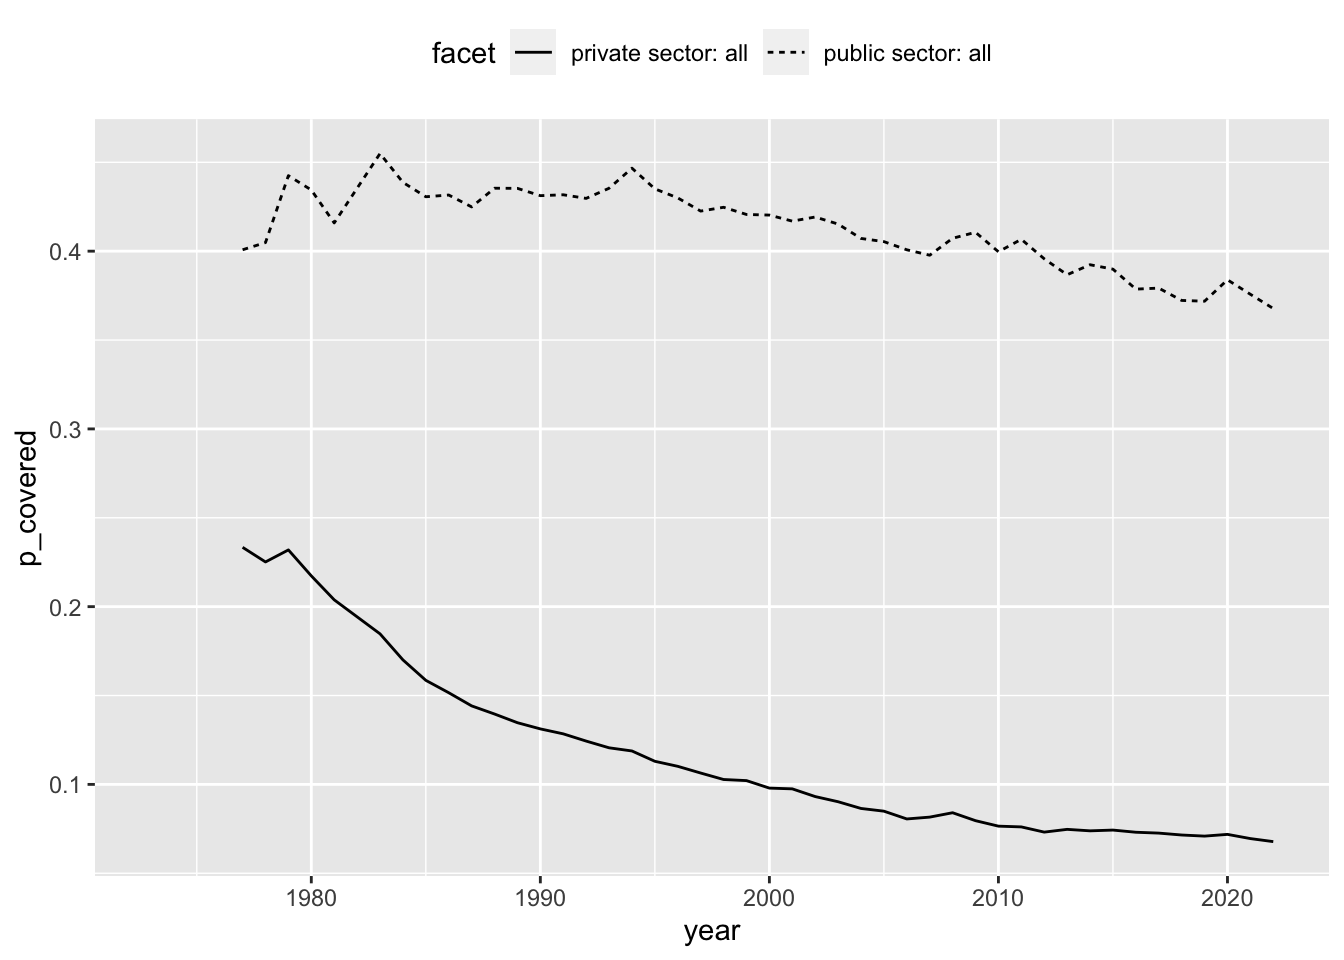 facet private sector: all public sector: all
p_covered
0.4
0.3
0.2
0.1
1980 1990 2000 2010 2020
year